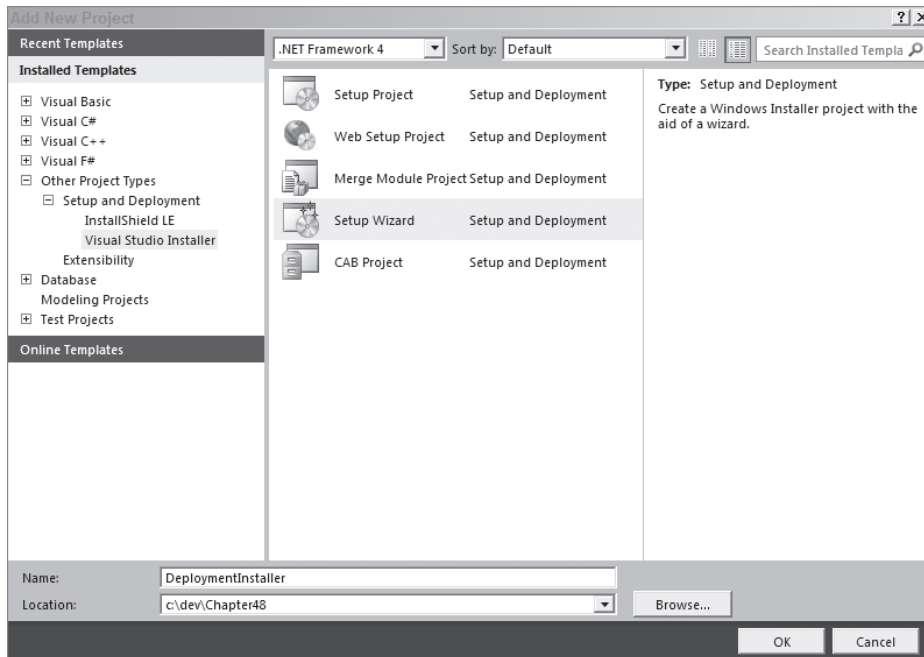 Add New Project
Recent Templates
Installed Templates
Visual Basic
Visual C#
Visual C++
Visual F#
Other Project Types
Setup and Deployment
InstallShield LE
Visual Studio Installer
Extensibility
Database
Modeling Projects
Test Projects
Online Templates
.NET Framework 4 Sort by: Default Search Installed Templa
Setup Project Setup and Deployment
Web Setup Project Setup and Deployment
Merge Module Project Setup and Deployment
Setup Wizard Setup and Deployment
CAB Project Setup and Deployment
Type: Setup and Deployment
Create a Windows Installer project with the
aid of a wizard.
Name: DeploymentInstaller
Location: c:\dev\Chapter48 Browse...
OK Cancel